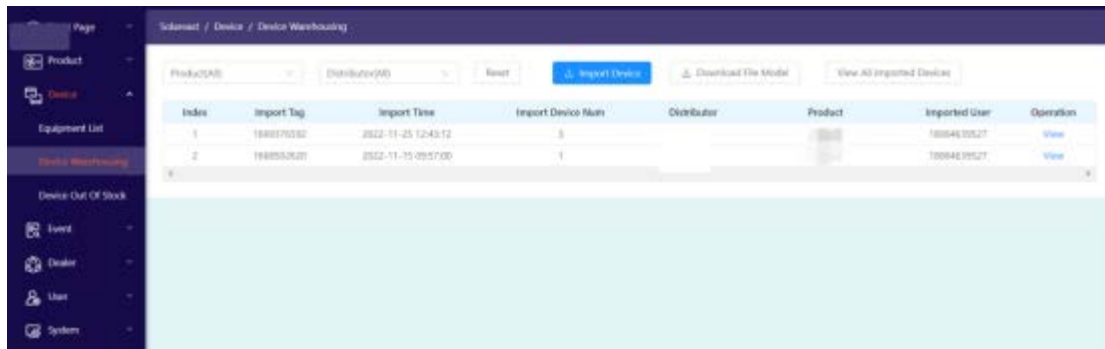 Page
Solarmast / Device / Device Warehousing
Product
Product(All)
Distributor(All)
Reset
Import Device
Download File Model
View All Imported Devices
Device
Index Import Tag Import Time Import Device Num Distributor Product Imported User Operation
Equipment List
1 2022-11-25 12:43:12 3 View
Device Warehousing
2 2022-11-15 09:57:00 1 View
Device Out Of Stock
Event
Dealer
User
System